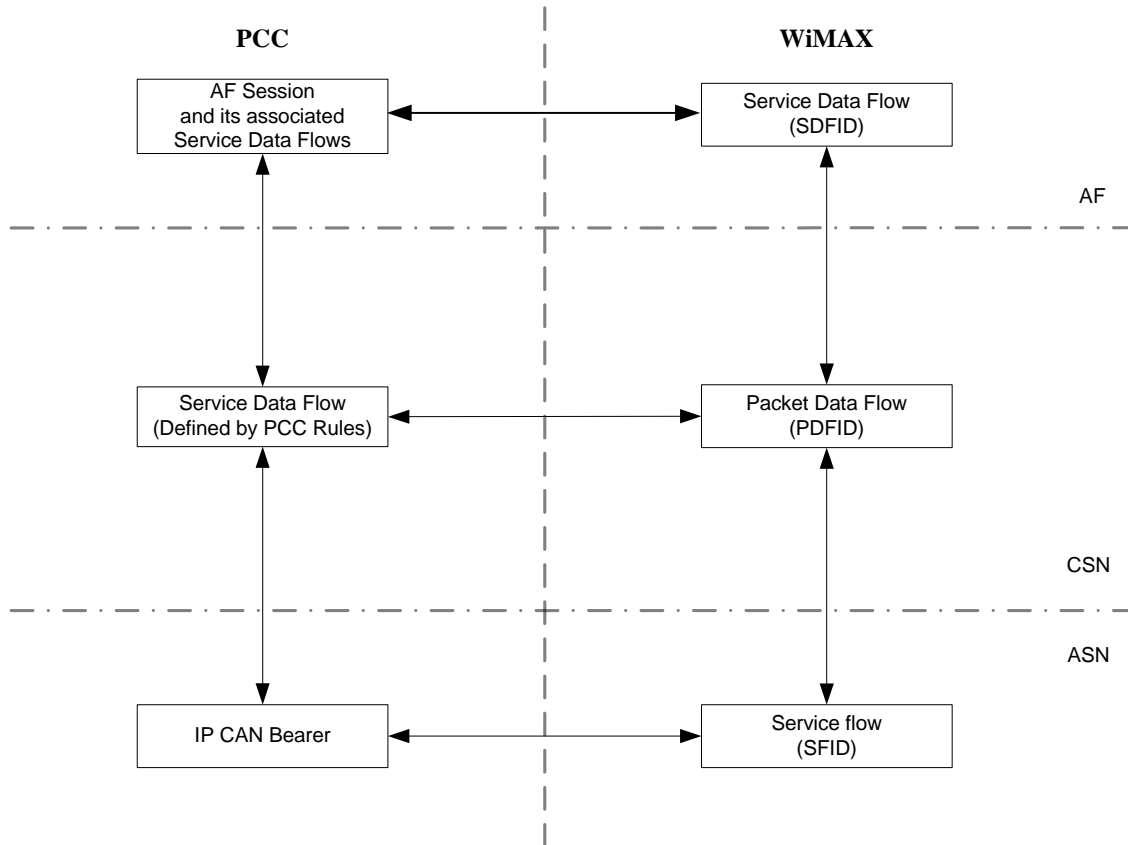 PCC
WiMAX
AF Session
and its associated
Service Data Flows
Service Data Flow
(SDFID)
AF
Service Data Flow
(Defined by PCC Rules)
Packet Data Flow
(PDFID)
CSN
ASN
IP CAN Bearer
Service flow
(SFID)